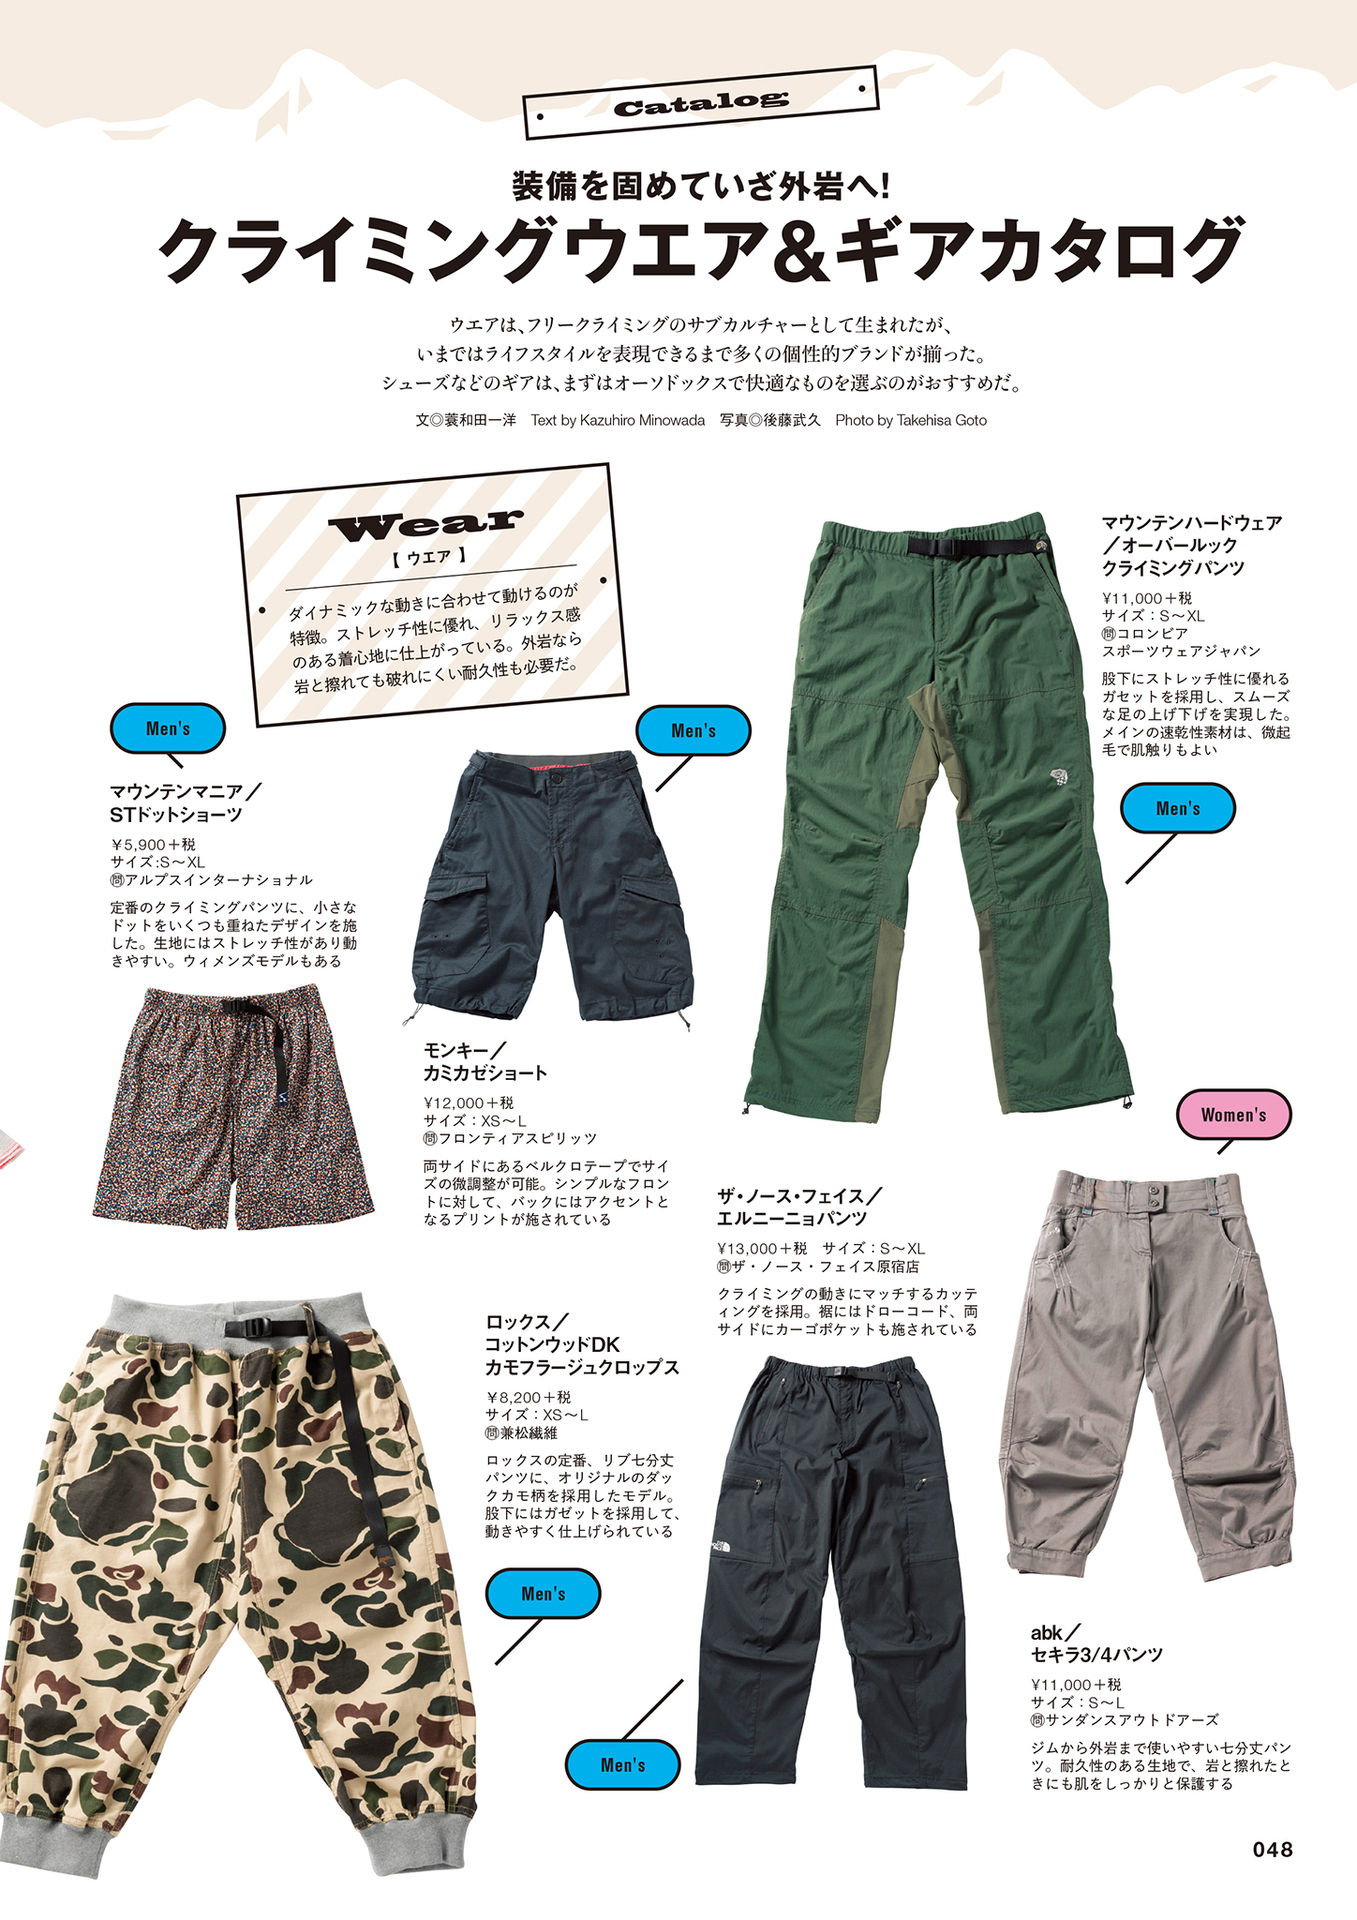 Catalog
装備を固めていざ外岩へ!
クライミングウエア&ギアカタログ
ウエアは、フリークライミングのサブカルチャーとして生まれたが、
いまではライフスタイルを表現できるまで多くの個性的ブランドが揃った。
シューズなどのギアは、まずはオーソドックスで快適なものを選ぶのがおすすめだ。
文◎蓑和田一洋 Text by Kazuhiro Minowada 写真◎後藤武久 Photo by Takehisa Goto
Wear
【 ウエア 】
ダイナミックな動きに合わせて動けるのが
特徴。ストレッチ性に優れ、リラックス感
のある着心地に仕上がっている。外岩なら
岩と擦れても破れにくい耐久性も必要だ。
マウンテンハードウェア
／オーバールック
クライミングパンツ
¥11,000＋税
サイズ：S〜XL
㉄コロンビア
スポーツウェアジャパン
股下にストレッチ性に優れる
ガセットを採用し、スムーズ
な足の上げ下げを実現した。
メインの速乾性素材は、微起
毛で肌触りもよい
Men's
Men's
マウンテンマニア／
STドットショーツ
￥5,900＋税
サイズ:S〜XL
㉄アルプスインターナショナル
定番のクライミングパンツに、小さな
ドットをいくつも重ねたデザインを施
した。生地にはストレッチ性があり動
きやすい。ウィメンズモデルもある
Men's
モンキー／
カミカゼショート
¥12,000＋税
サイズ：XS〜L
㉄フロンティアスピリッツ
両サイドにあるベルクロテープでサイ
ズの微調整が可能。シンプルなフロン
トに対して、バックにはアクセントと
なるプリントが施されている
Women's
ザ・ノース・フェイス／
エルニーニョパンツ
¥13,000＋税 サイズ：S〜XL
㉄ザ・ノース・フェイス原宿店
クライミングの動きにマッチするカッテ
ィングを採用。裾にはドローコード、両
サイドにカーゴポケットも施されている
ロックス／
コットンウッドDK
カモフラージュクロップス
￥8,200＋税
サイズ：XS〜L
㉄兼松繊維
ロックスの定番、リブ七分丈
パンツに、オリジナルのダッ
クカモ柄を採用したモデル。
股下にはガゼットを採用して、
動きやすく仕上げられている
Men's
Men's
abk／
セキラ3/4パンツ
¥11,000＋税
サイズ：S〜L
㉄サンダンスアウトドアーズ
ジムから外岩まで使いやすい七分丈パン
ツ。耐久性のある生地で、岩と擦れたと
きにも肌をしっかりと保護する
048